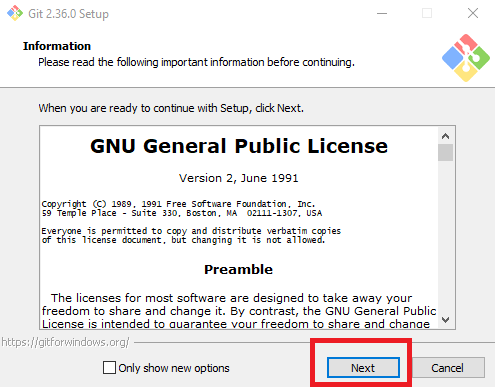 Git 2.36.0 Setup
Information
Please read the following important information before continuing.
When you are ready to continue with Setup, click Next.
GNU General Public License
Version 2, June 1991
Copyright (C) 1989, 1991 Free Software Foundation, Inc.
59 Temple Place - Suite 330, Boston, MA  02111-1307, USA
Everyone is permitted to copy and distribute verbatim copies
of this license document, but changing it is not allowed.
Preamble
The licenses for most software are designed to take away your
freedom to share and change it. By contrast, the GNU General Public
License is intended to guarantee your freedom to share and change
https://gitforwindows.org/
Only show new options
Next
Cancel